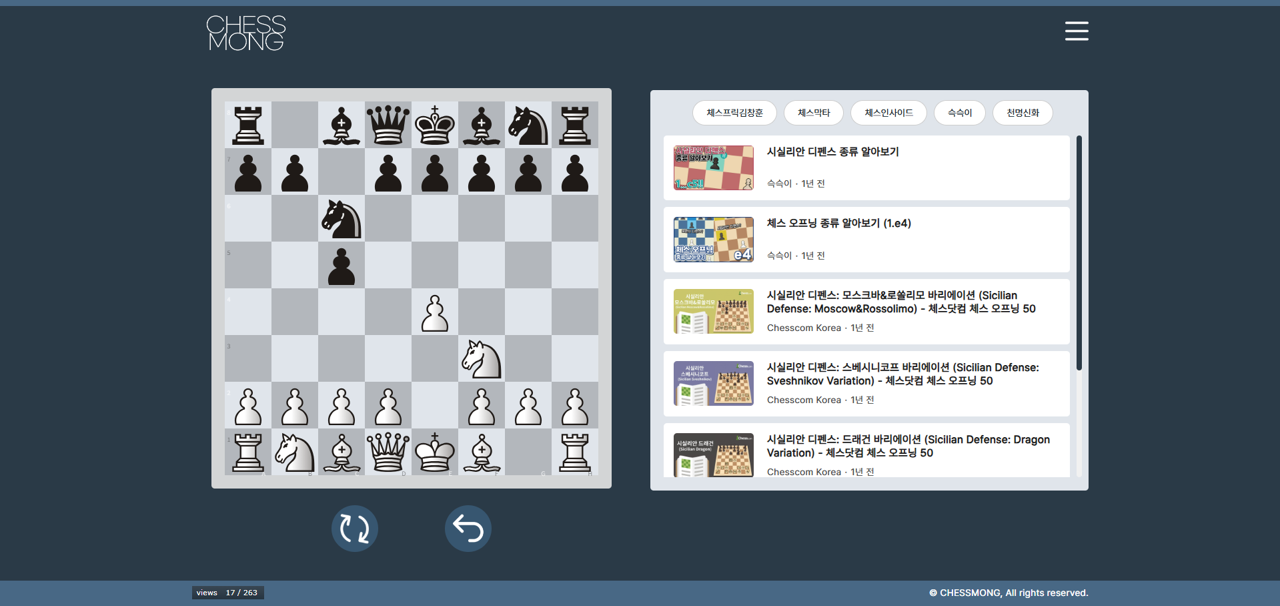 CHESS
MONG
체스프릭김창훈
체스막타
체스인사이드
슥슥이
천명신화
시실리안 디펜스 종류 알아보기
슥슥이 · 1년 전
체스 오프닝 종류 알아보기 (1.e4)
e4
슥슥이 · 1년 전
시실리안 디펜스: 모스크바&로쏠리모 바리에이션 (Sicilian
Defense: Moscow&Rossolimo) - 체스닷컴 체스 오프닝 50
Chesscom Korea · 1년 전
시실리안 디펜스: 스베시니코프 바리에이션 (Sicilian Defense:
Sveshnikov Variation) - 체스닷컴 체스 오프닝 50
Chesscom Korea · 1년 전
시실리안 디펜스: 드래건 바리에이션 (Sicilian Defense: Dragon
Variation) - 체스닷컴 체스 오프닝 50
Chesscom Korea · 1년 전
views 17 / 263
© CHESSMONG, All rights reserved.